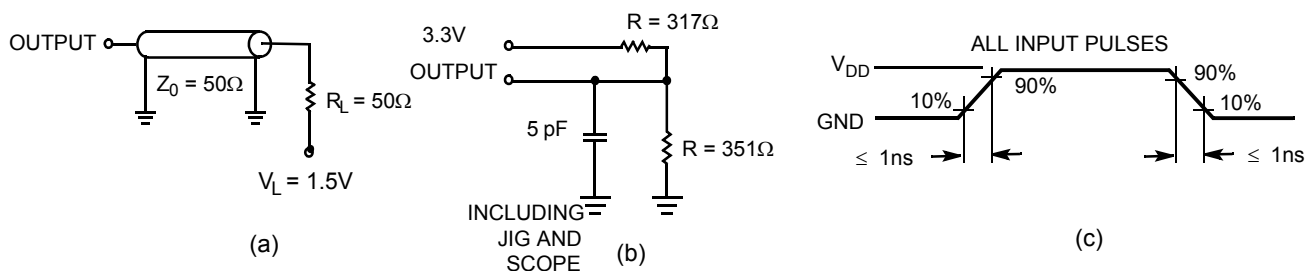 OUTPUT
Z0 = 50Ω
RL = 50Ω
VL = 1.5V
(a)
R = 317Ω
3.3V
OUTPUT
5 pF
R = 351Ω
INCLUDING
JIG AND
SCOPE
(b)
ALL INPUT PULSES
VDD
90%
90%
10%
10%
GND
≤ 1ns
≤ 1ns
(c)